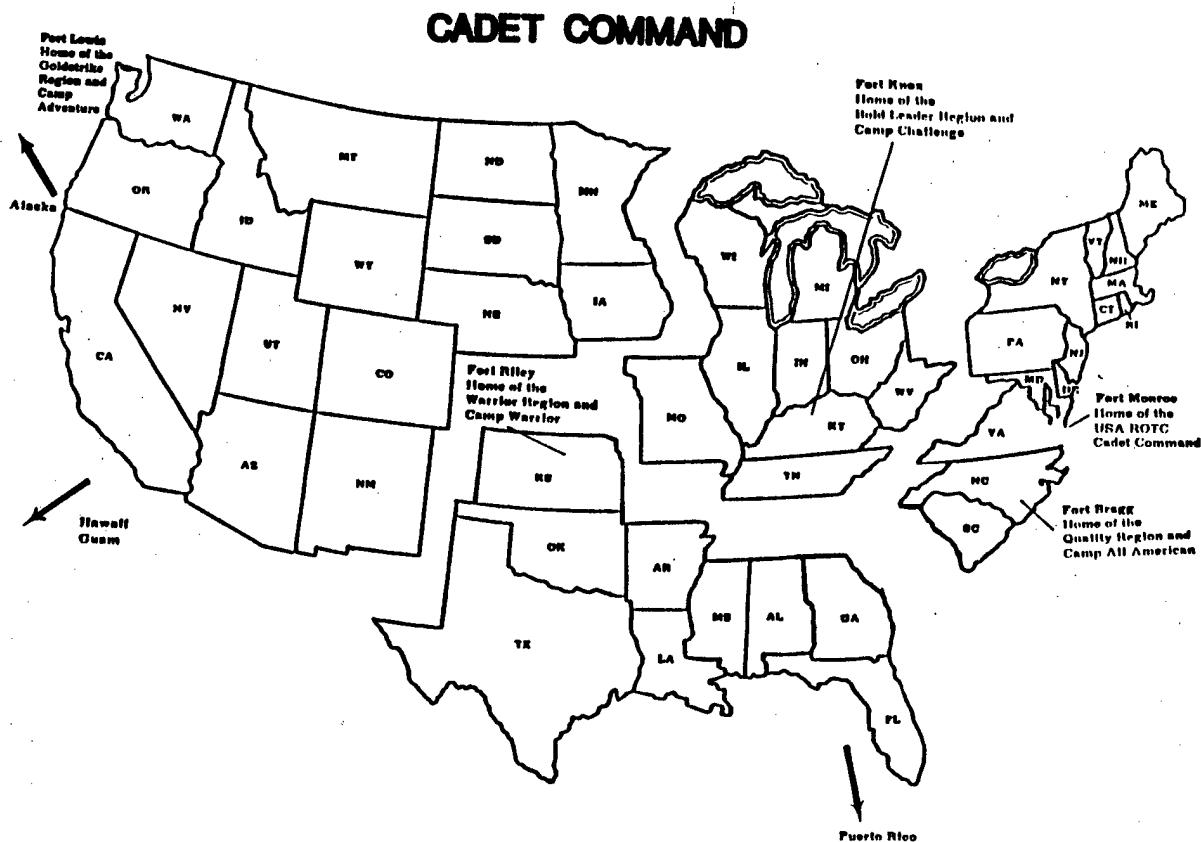 CADET COMMAND
Fort Lewis
Home of the
Goldstrike
Region and
Camp
Adventure
Fort Knox
Home of the
Bold Leader Region and
Camp Challenge
Alaska
WA
OR
ID
MT
WY
ND
SD
NE
MN
IA
WI
MI
ME
VT
NH
NY
MA
CT
RI
CA
NV
UT
CO
IL
IN
OH
PA
NJ
MD
DE
WV
VA
Fort Riley
Home of the
Warrior Region and
Camp Warrior
Fort Monroe
Home of the
USA ROTC
Cadet Command
MO
KY
TN
NC
SC
AZ
NM
KS
OK
AR
Hawaii
Guam
Fort Bragg
Home of the
Quality Region and
Camp All American
TX
LA
MS
AL
GA
FL
Puerto Rico